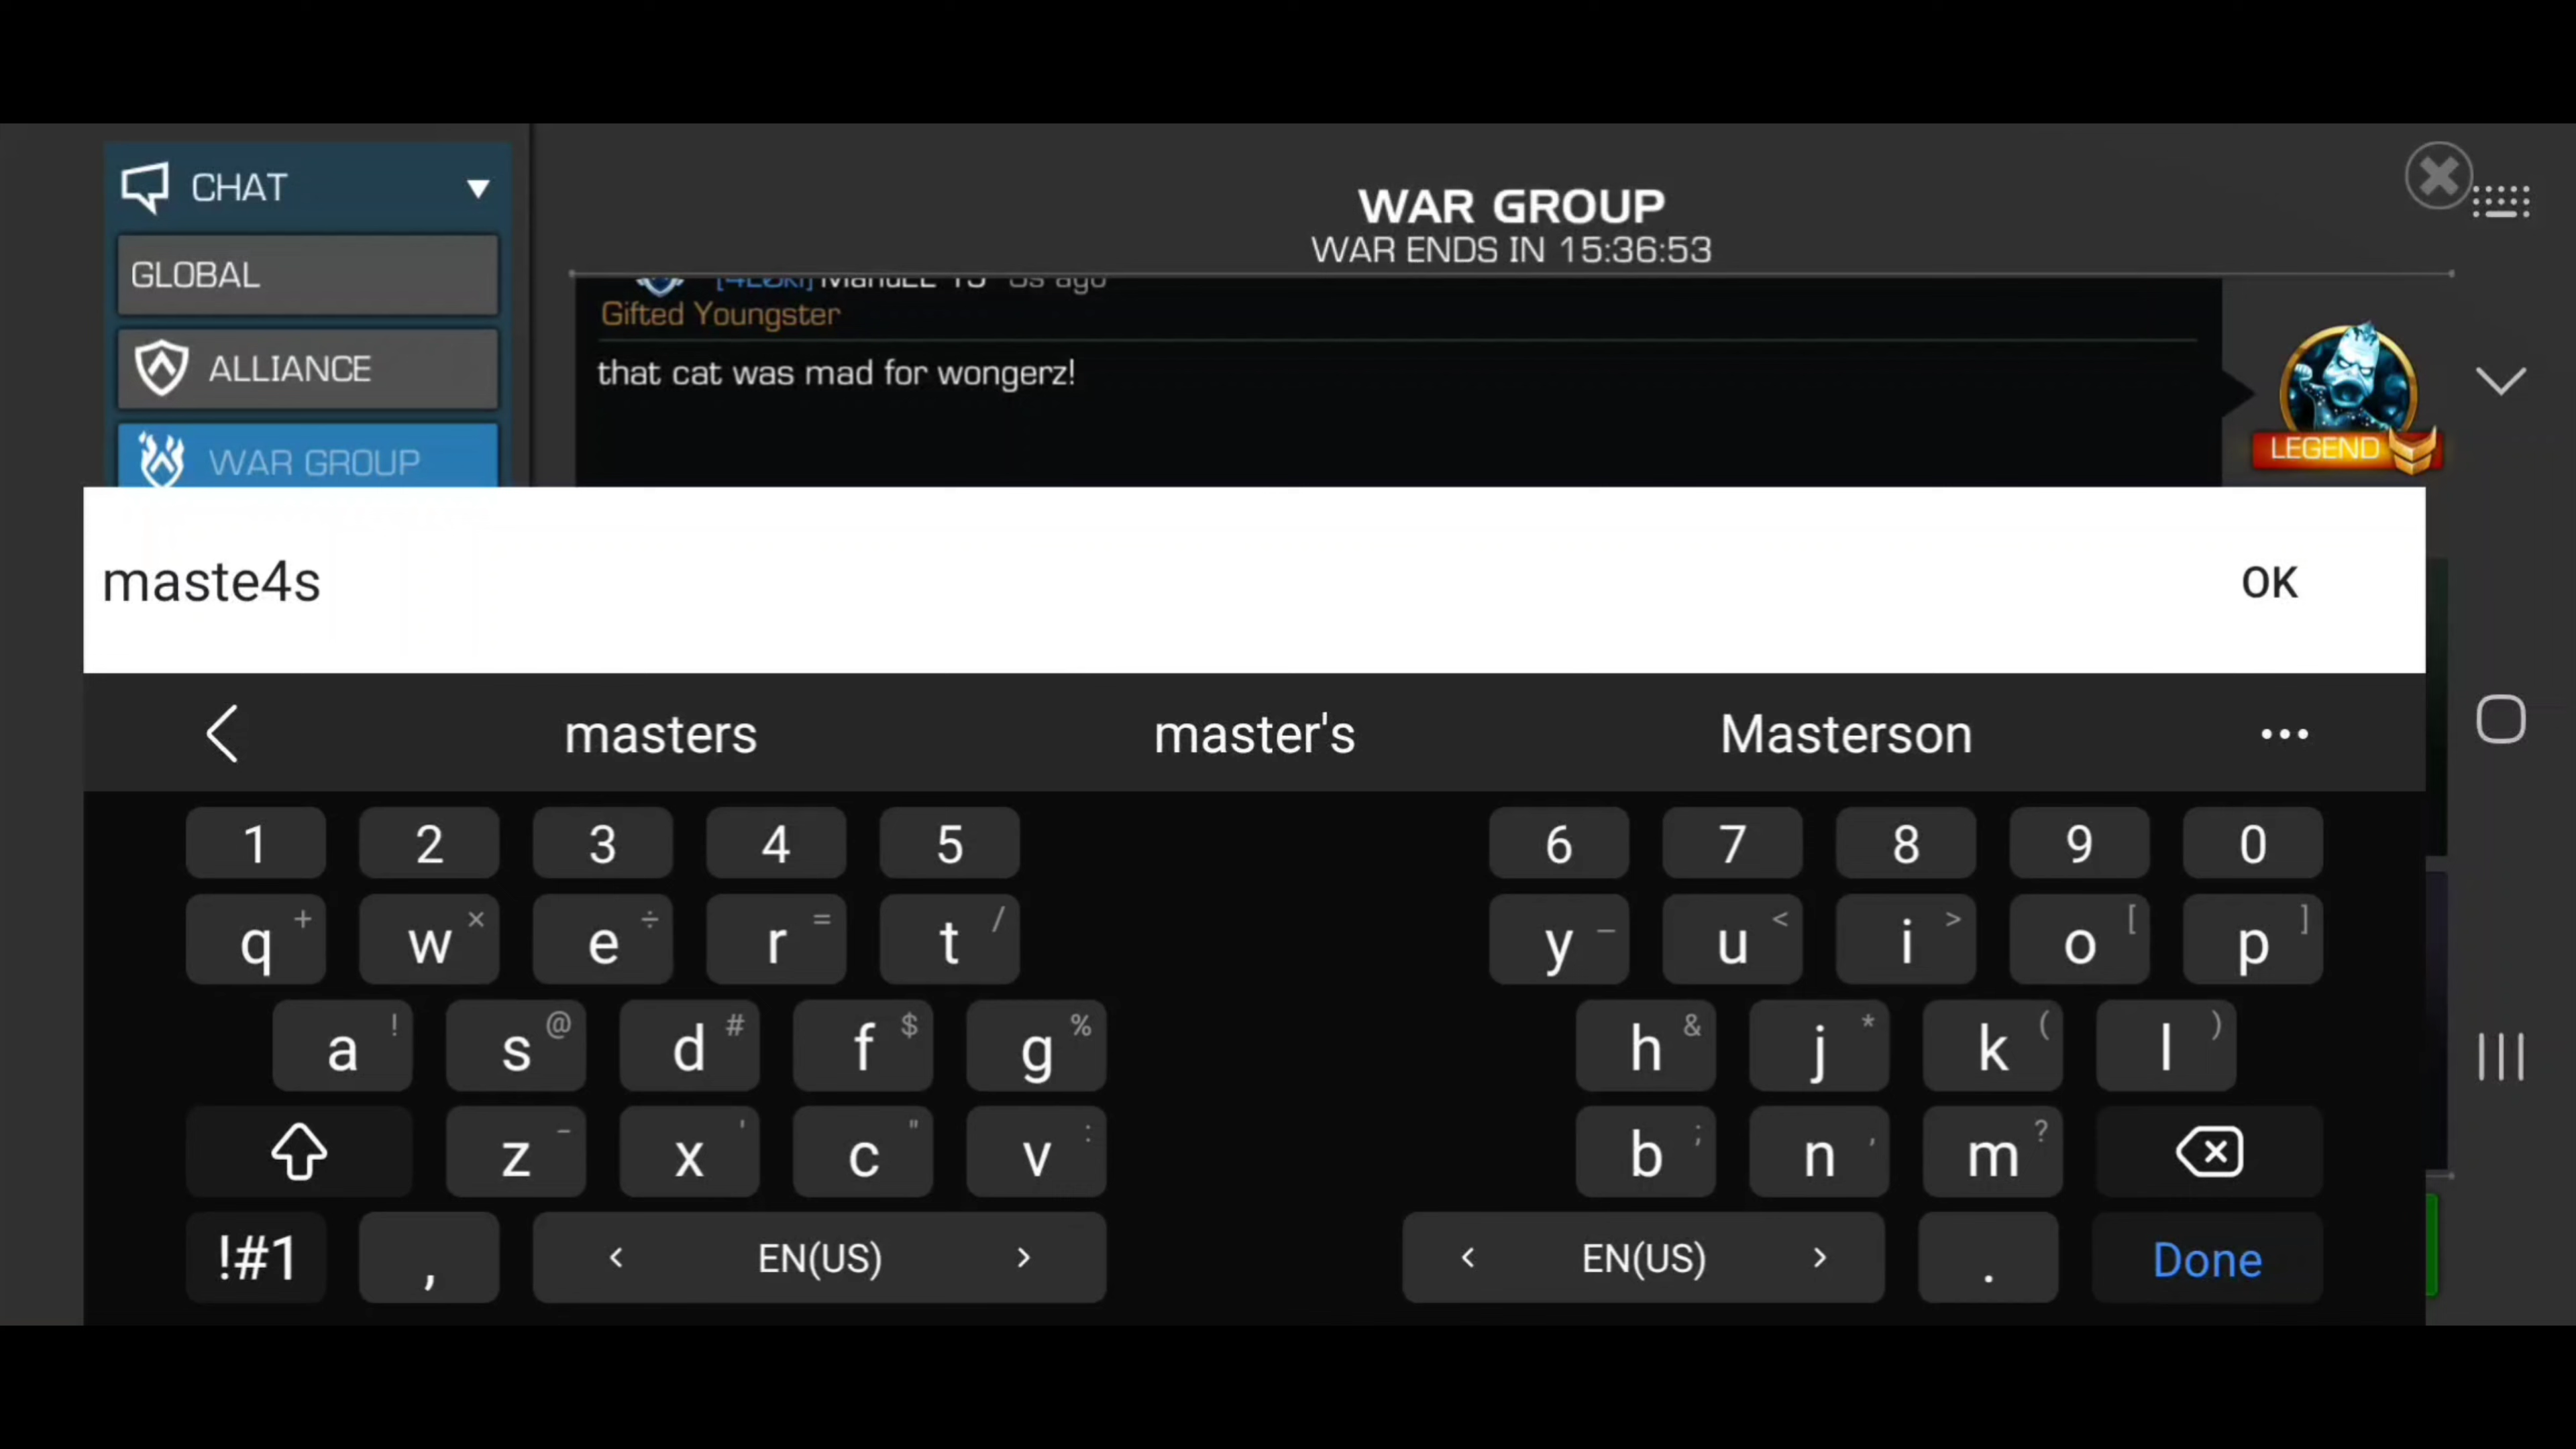 CHAT
GLOBAL
ALLIANCE
WAR GROUP
WAR GROUP
WAR ENDS IN 15:36:53
ago
Gifted Youngster
that cat was mad for wongerz!
LEGEND
maste4s
OK
masters master's Masterson
1 2 3 4 5 6 7 8 9 0
q + w × e ÷ r = t / y _ u < i > o [ p ]
a ! s @ d # f $ g % h & j * k ( l )
z - x ' c " v : b ; n , m ?
!#1 , < EN(US) > < EN(US) > . Done